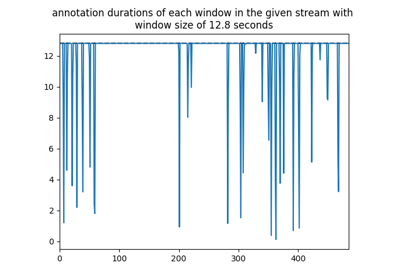 annotation durations of each window in the given stream with
window size of 12.8 seconds
12
10
8
6
4
2
0
0 100 200 300 400